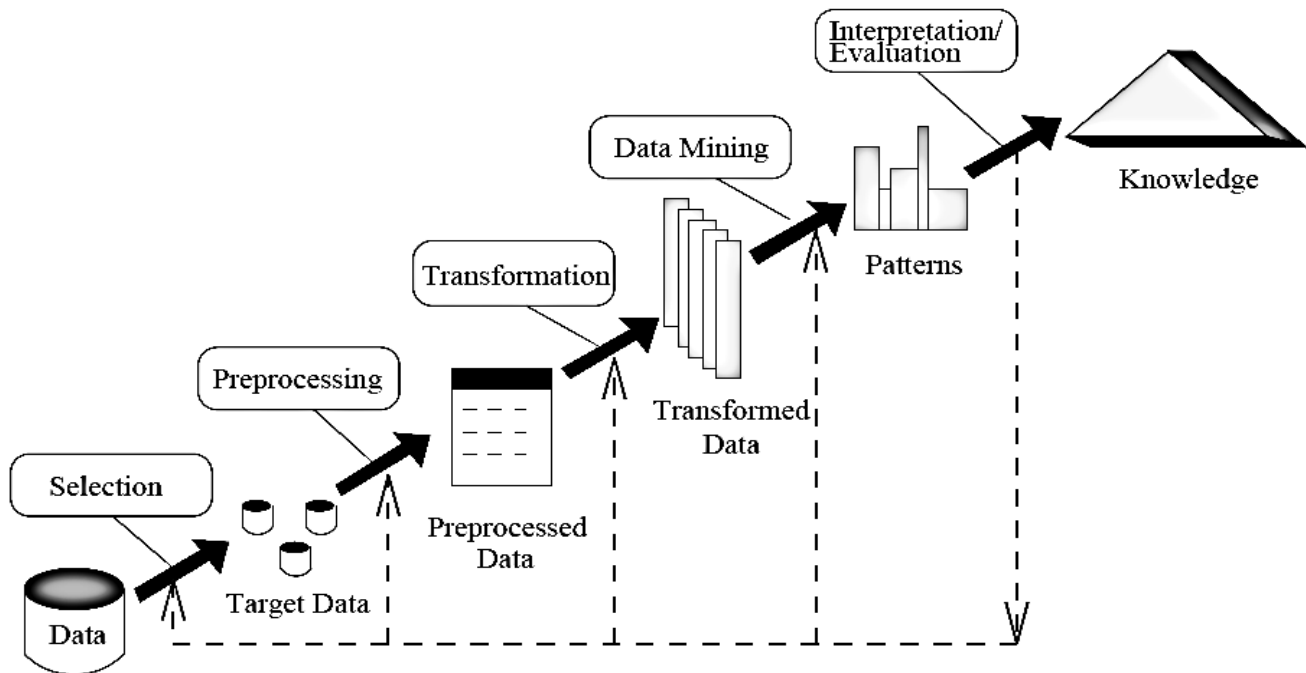 Interpretation/
Evaluation
Data Mining
Knowledge
Transformation
Patterns
Preprocessing
Transformed
Data
Selection
Preprocessed
Data
Target Data
Data